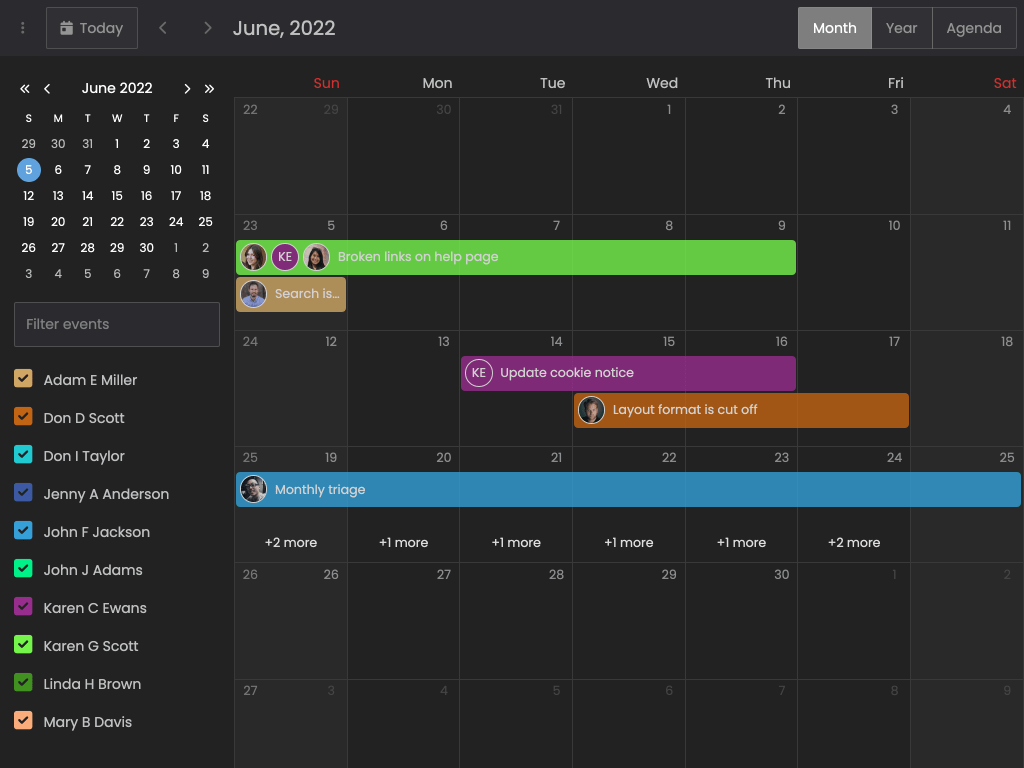 Today
June, 2022
Month Year Agenda
« ‹ June 2022 › »
S M T W T F S
29 30 31 1 2 3 4
5 6 7 8 9 10 11
12 13 14 15 16 17 18
19 20 21 22 23 24 25
26 27 28 29 30 1 2
3 4 5 6 7 8 9
Filter events
Adam E Miller
Don D Scott
Don I Taylor
Jenny A Anderson
John F Jackson
John J Adams
Karen C Ewans
Karen G Scott
Linda H Brown
Mary B Davis
Sun Mon Tue Wed Thu Fri Sat
22 29 30 31 1 2 3 4
23 5 6 7 8 9 10 11
KE Broken links on help page
Search is...
24 12 13 14 15 16 17 18
KE Update cookie notice
Layout format is cut off
25 19 20 21 22 23 24 25
Monthly triage
+2 more +1 more +1 more +1 more +1 more +2 more
26 26 27 28 29 30 1 2
27 3 4 5 6 7 8 9